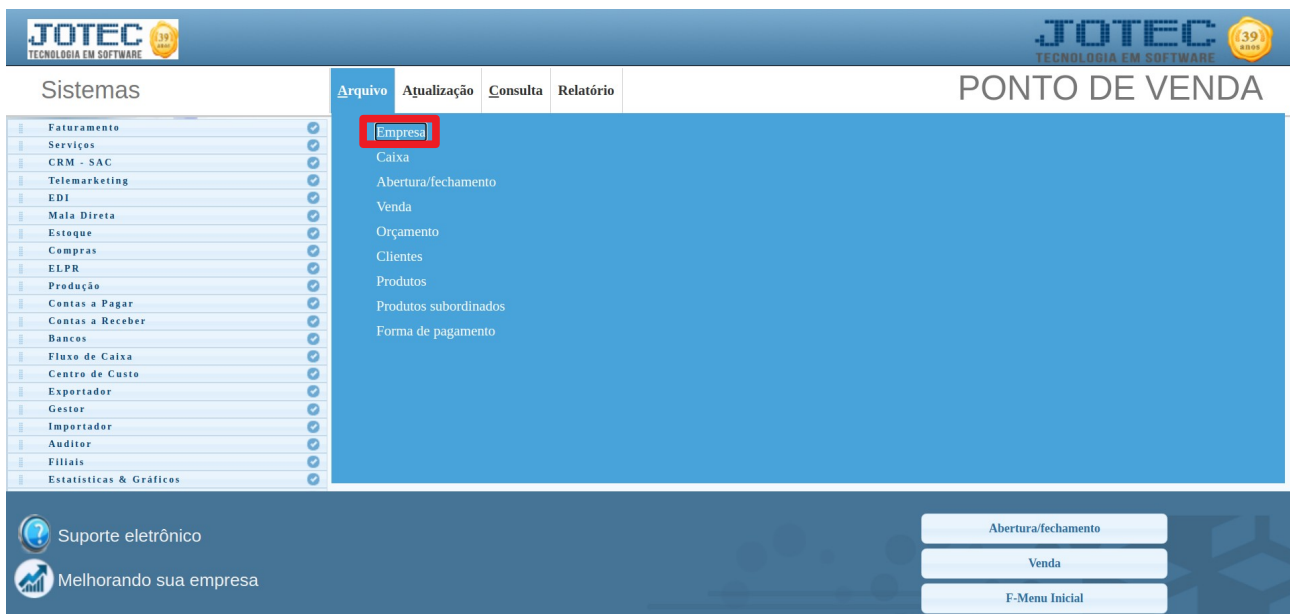 JOTEC 39 anos
TECNOLOGIA EM SOFTWARE
JOTEC 39 anos
TECNOLOGIA EM SOFTWARE
Sistemas
Arquivo Atualização Consulta Relatório
PONTO DE VENDA
Faturamento
Serviços
CRM - SAC
Telemarketing
EDI
Mala Direta
Estoque
Compras
ELPR
Produção
Contas a Pagar
Contas a Receber
Bancos
Fluxo de Caixa
Centro de Custo
Exportador
Gestor
Importador
Auditor
Filiais
Estatísticas & Gráficos
Empresa
Caixa
Abertura/fechamento
Venda
Orçamento
Clientes
Produtos
Produtos subordinados
Forma de pagamento
Suporte eletrônico
Melhorando sua empresa
Abertura/fechamento
Venda
F-Menu Inicial